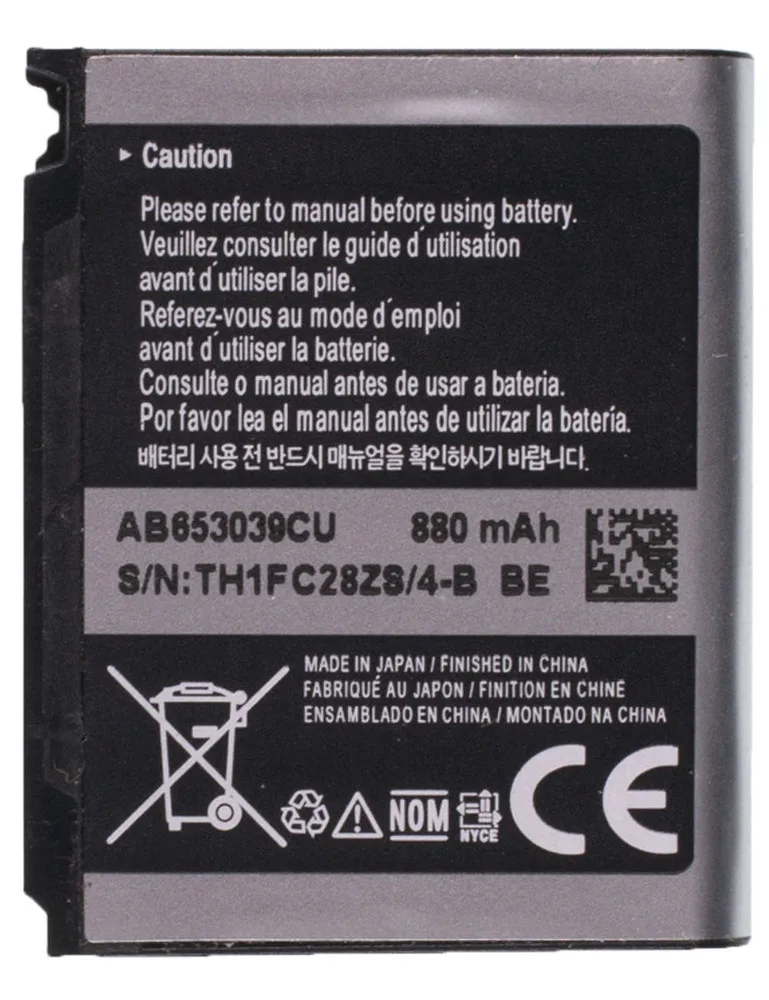 ▶ Caution
Please refer to manual before using battery.
Veuillez consulter le guide d´utilisation
avant d´utiliser la pile.
Referez-vous au mode d´emploi
avant d´utiliser la batterie.
Consulte o manual antes de usar a bateria.
Por favor lea el manual antes de utilizar la batería.
배터리 사용 전 반드시 매뉴얼을 확인하시기 바랍니다.
AB653039CU 880 mAh
S/N:TH1FC28ZS/4-B BE
MADE IN JAPAN / FINISHED IN CHINA
FABRIQUÉ AU JAPON / FINITION EN CHINE
ENSAMBLADO EN CHINA / MONTADO NA CHINA
NOM
NYCE
CE